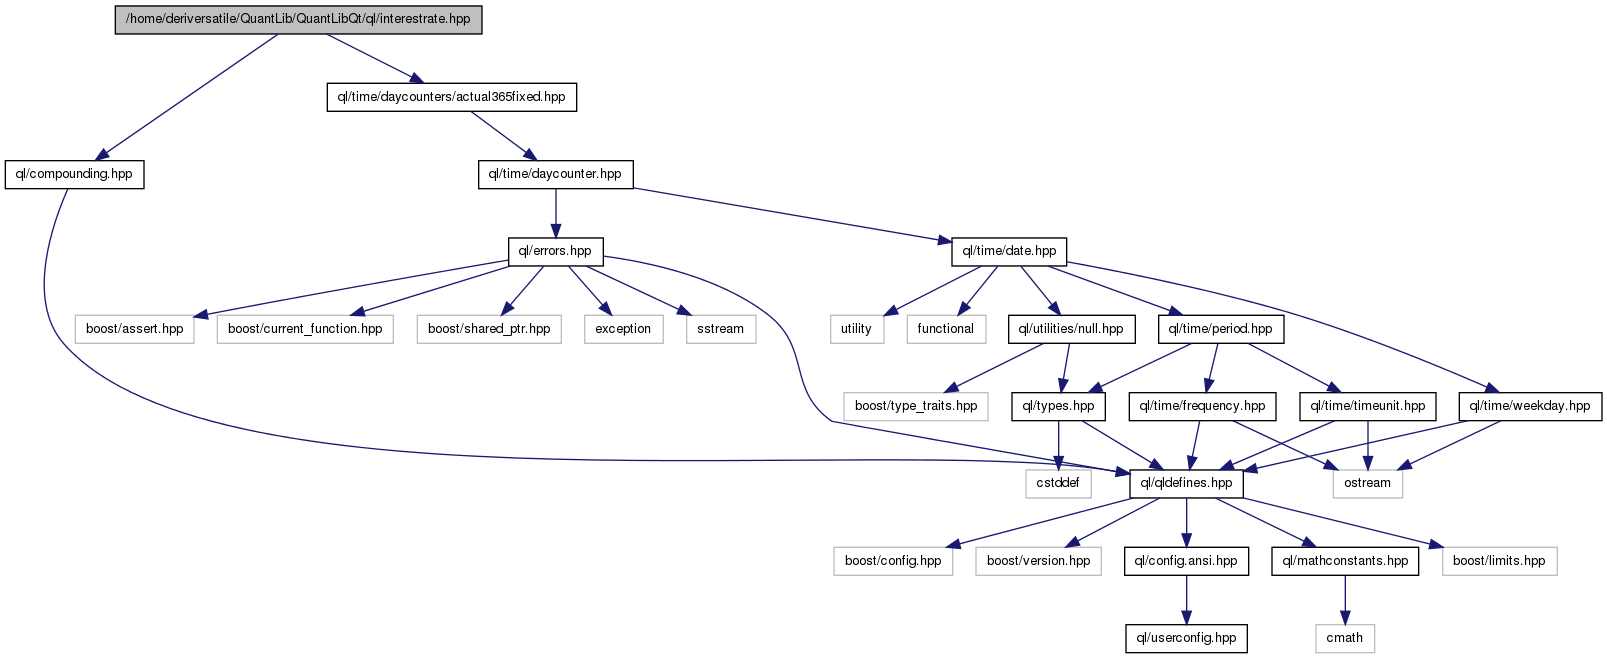 /home/deriversatile/QuantLib/QuantLibQt/ql/interestrate.hpp
ql/time/daycounters/actual365fixed.hpp
ql/compounding.hpp
ql/time/daycounter.hpp
ql/errors.hpp
ql/time/date.hpp
boost/assert.hpp
boost/current_function.hpp
boost/shared_ptr.hpp
exception
sstream
utility
functional
ql/utilities/null.hpp
ql/time/period.hpp
boost/type_traits.hpp
ql/types.hpp
ql/time/frequency.hpp
ql/time/timeunit.hpp
ql/time/weekday.hpp
cstddef
ql/qldefines.hpp
ostream
boost/config.hpp
boost/version.hpp
ql/config.ansi.hpp
ql/mathconstants.hpp
boost/limits.hpp
ql/userconfig.hpp
cmath